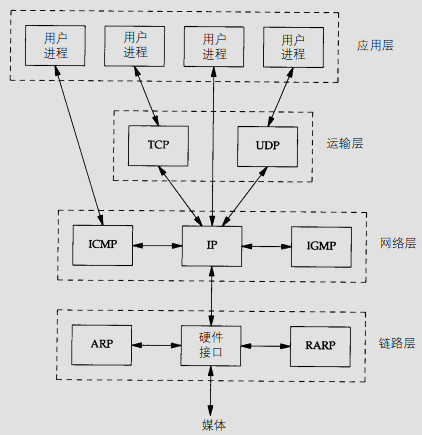 用户 用户 用户 用户
进程 进程 进程 进程
应用层
TCP UDP 运输层
ICMP IP IGMP 网络层
ARP 硬件 RARP 链路层
接口
媒体